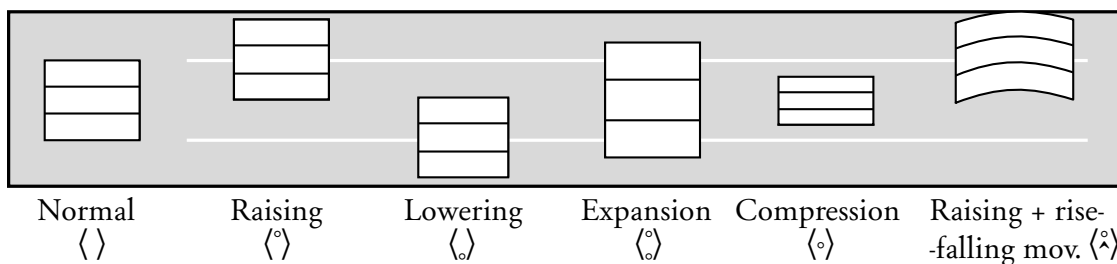 Normal Raising Lowering Expansion Compression Raising + rise-
⟨ ⟩ ⟨˚⟩ ⟨˳⟩ ⟨˚˳⟩ ⟨◦⟩ -falling mov. ⟨˚‸⟩